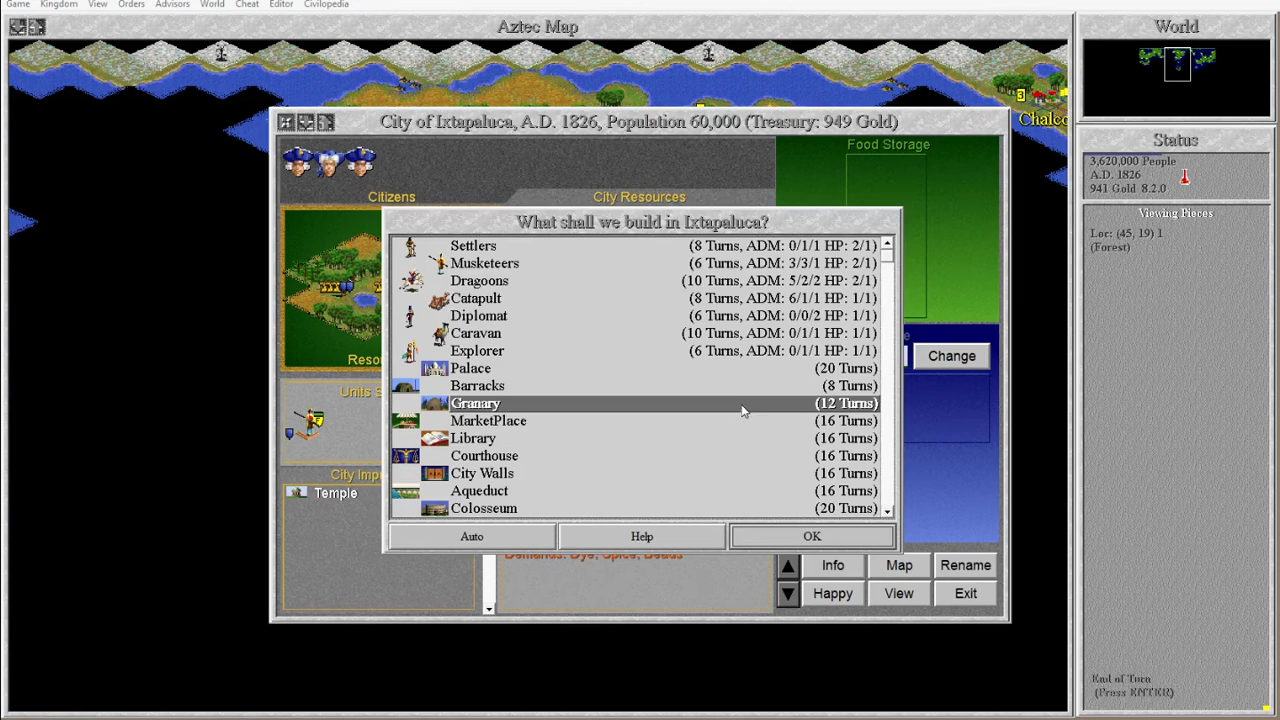 Game Kingdom View Orders Advisors World Cheat Editor Civilopedia
Aztec Map
World
3
Chalco
City of Ixtapaluca, A.D. 1826, Population 60,000 (Treasury: 949 Gold)
Food Storage
Citizens
City Resources
What shall we build in Ixtapaluca?
Settlers (8 Turns, ADM: 0/1/1 HP: 2/1)
Musketeers (6 Turns, ADM: 3/3/1 HP: 2/1)
Dragoons (10 Turns, ADM: 5/2/2 HP: 2/1)
Catapult (8 Turns, ADM: 6/1/1 HP: 1/1)
Diplomat (6 Turns, ADM: 0/0/2 HP: 1/1)
Caravan (10 Turns, ADM: 0/1/1 HP: 1/1)
Explorer (6 Turns, ADM: 0/1/1 HP: 1/1)
Palace (20 Turns)
Barracks (8 Turns)
Granary (12 Turns)
MarketPlace (16 Turns)
Library (16 Turns)
Courthouse (16 Turns)
City Walls (16 Turns)
Aqueduct (16 Turns)
Colosseum (20 Turns)
Auto Help OK
Change
Reso
Units S
City Imp
Temple
Demands: Dye, Spice, Beads
Info Map Rename
Happy View Exit
Status
3,620,000 People
A.D. 1826
941 Gold 8.2.0
Viewing Pieces
Loc: (45, 19) 1
(Forest)
End of Turn
(Press ENTER)